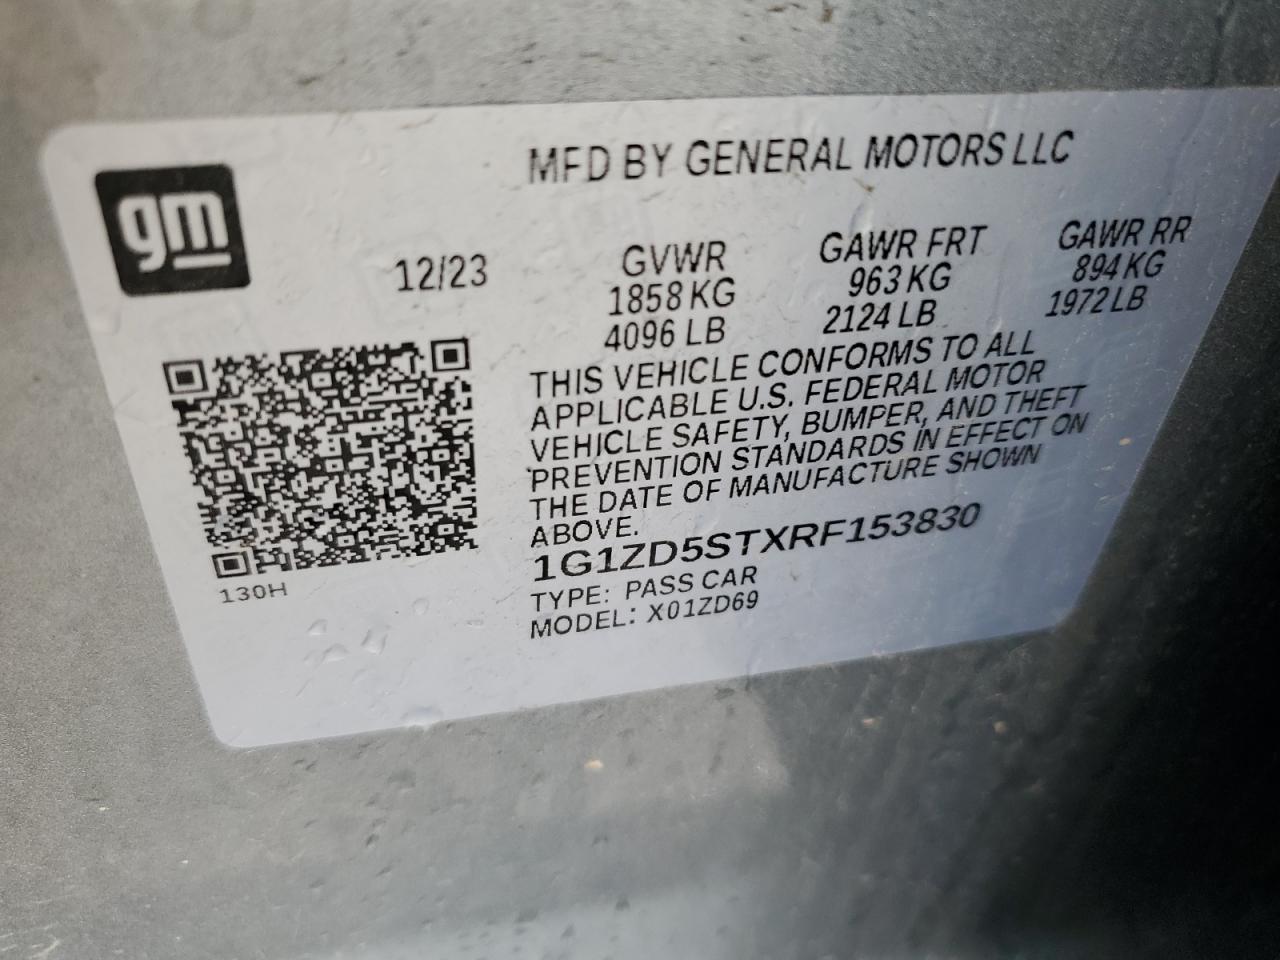 gm
MFD BY GENERAL MOTORS LLC
12/23
GVWR
1858 KG
4096 LB
GAWR FRT
963 KG
2124 LB
GAWR RR
894 KG
1972 LB
THIS VEHICLE CONFORMS TO ALL
APPLICABLE U.S. FEDERAL MOTOR
VEHICLE SAFETY, BUMPER, AND THEFT
PREVENTION STANDARDS IN EFFECT ON
THE DATE OF MANUFACTURE SHOWN
ABOVE.
1G1ZD5STXRF153830
TYPE: PASS CAR
MODEL: X01ZD69
130H